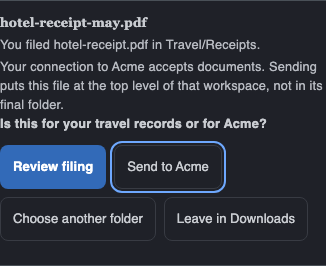 hotel-receipt-may.pdf
You filed hotel-receipt.pdf in Travel/Receipts.
Your connection to Acme accepts documents. Sending
puts this file at the top level of that workspace, not in its
final folder.
Is this for your travel records or for Acme?
Review filing
Send to Acme
Choose another folder
Leave in Downloads